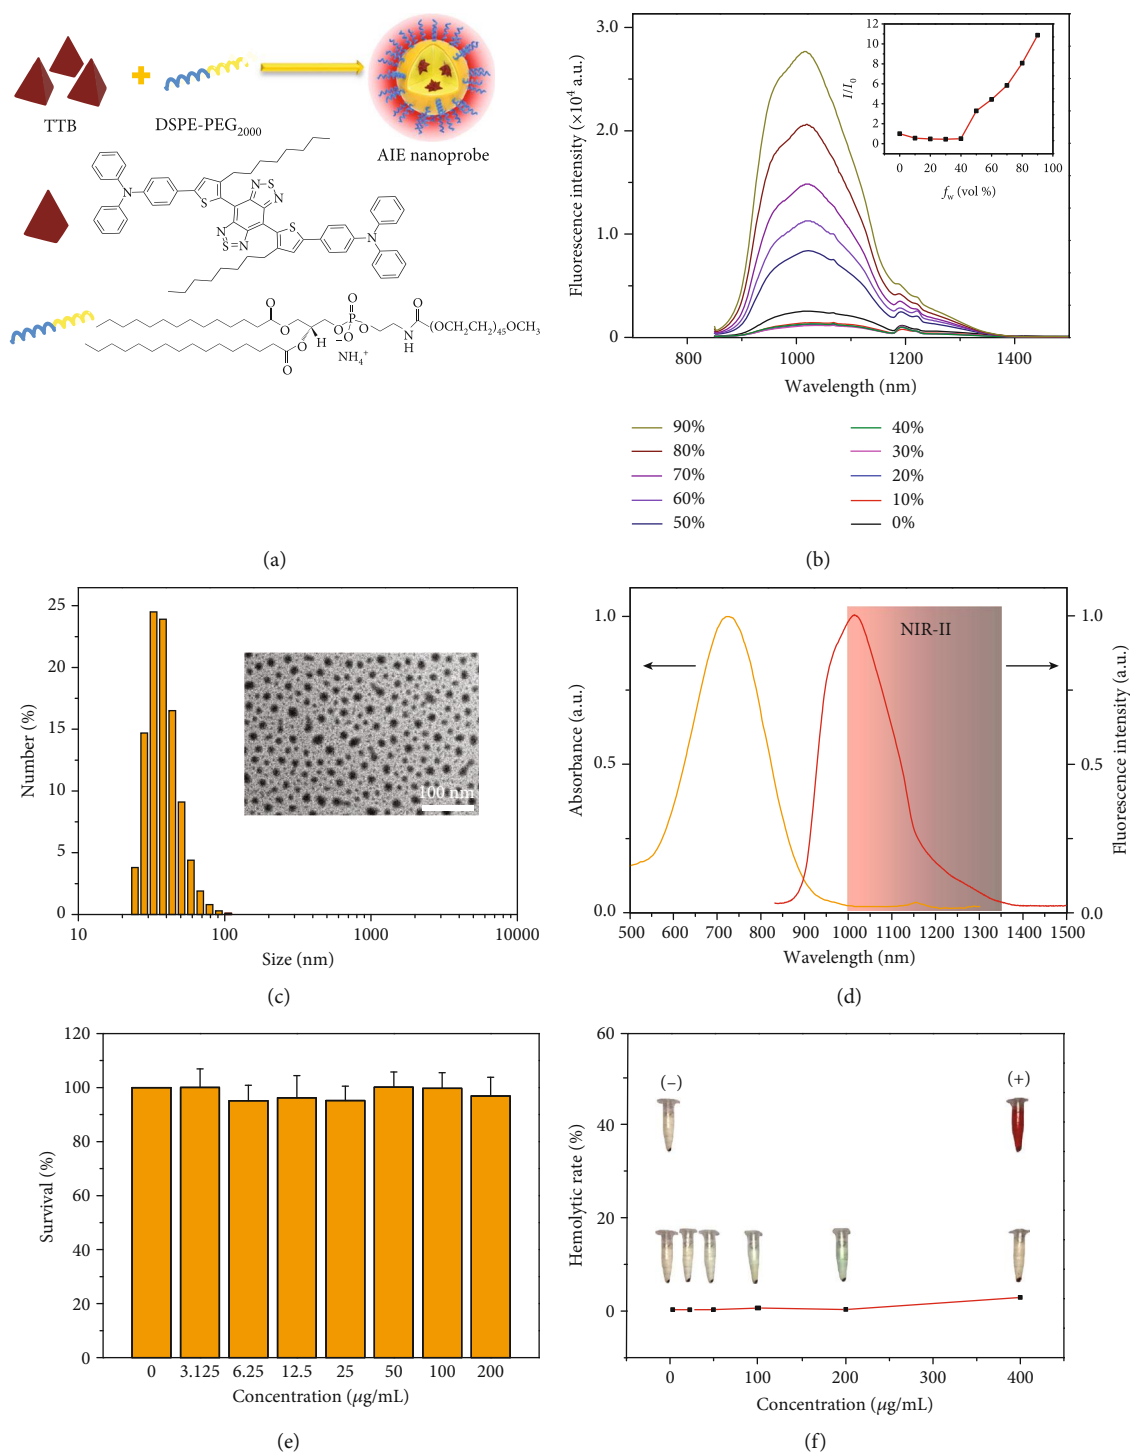 TTB
DSPE-PEG2000
AIE nanoprobe
N
S
N S N
S
N S N
S
N
O
O
O
O
H
O
P
O
O
−
NH4+
O
N
H
OCH2CH2)45OCH3
(a)
Fluorescence intensity (×10^4 a.u.)
3.0
2.0
1.0
0
800 1000 1200 1400
Wavelength (nm)
I/I0
12
10
8
6
4
2
0
0 20 40 60 80 100
fw (vol %)
90% 40%
80% 30%
70% 20%
60% 10%
50% 0%
(b)
Number (%)
25
20
15
10
5
0
10 100 1000 10000
Size (nm)
100 nm
(c)
Absorbance (a.u.)
1.0
0.5
0.0
NIR-II
1.0
0.5
0.0
Fluorescence intensity (a.u.)
500 600 700 800 900 1000 1100 1200 1300 1400 1500
Wavelength (nm)
(d)
Survival (%)
120
100
80
60
40
20
0
0 3.125 6.25 12.5 25 50 100 200
Concentration (μg/mL)
(e)
Hemolytic rate (%)
60
40
20
0
(−) (+)
0 100 200 300 400
Concentration (μg/mL)
(f)